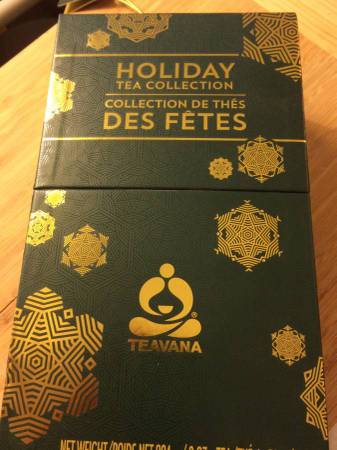 HOLIDAY
TEA COLLECTION
COLLECTION DE THÉS
DES FÊTES
®
TEAVANA
NET WEIGHT/POIDS NET